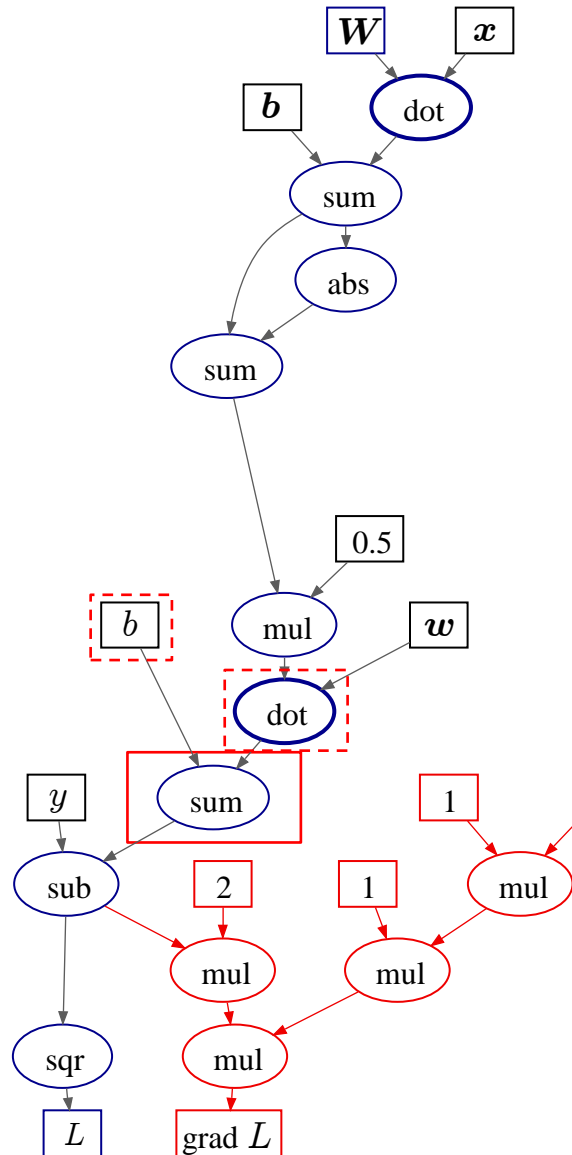 W x
b dot
sum
abs
sum
0.5
b mul w
dot
sum
y 1
sub 2 1 mul
mul mul
sqr mul
L grad L